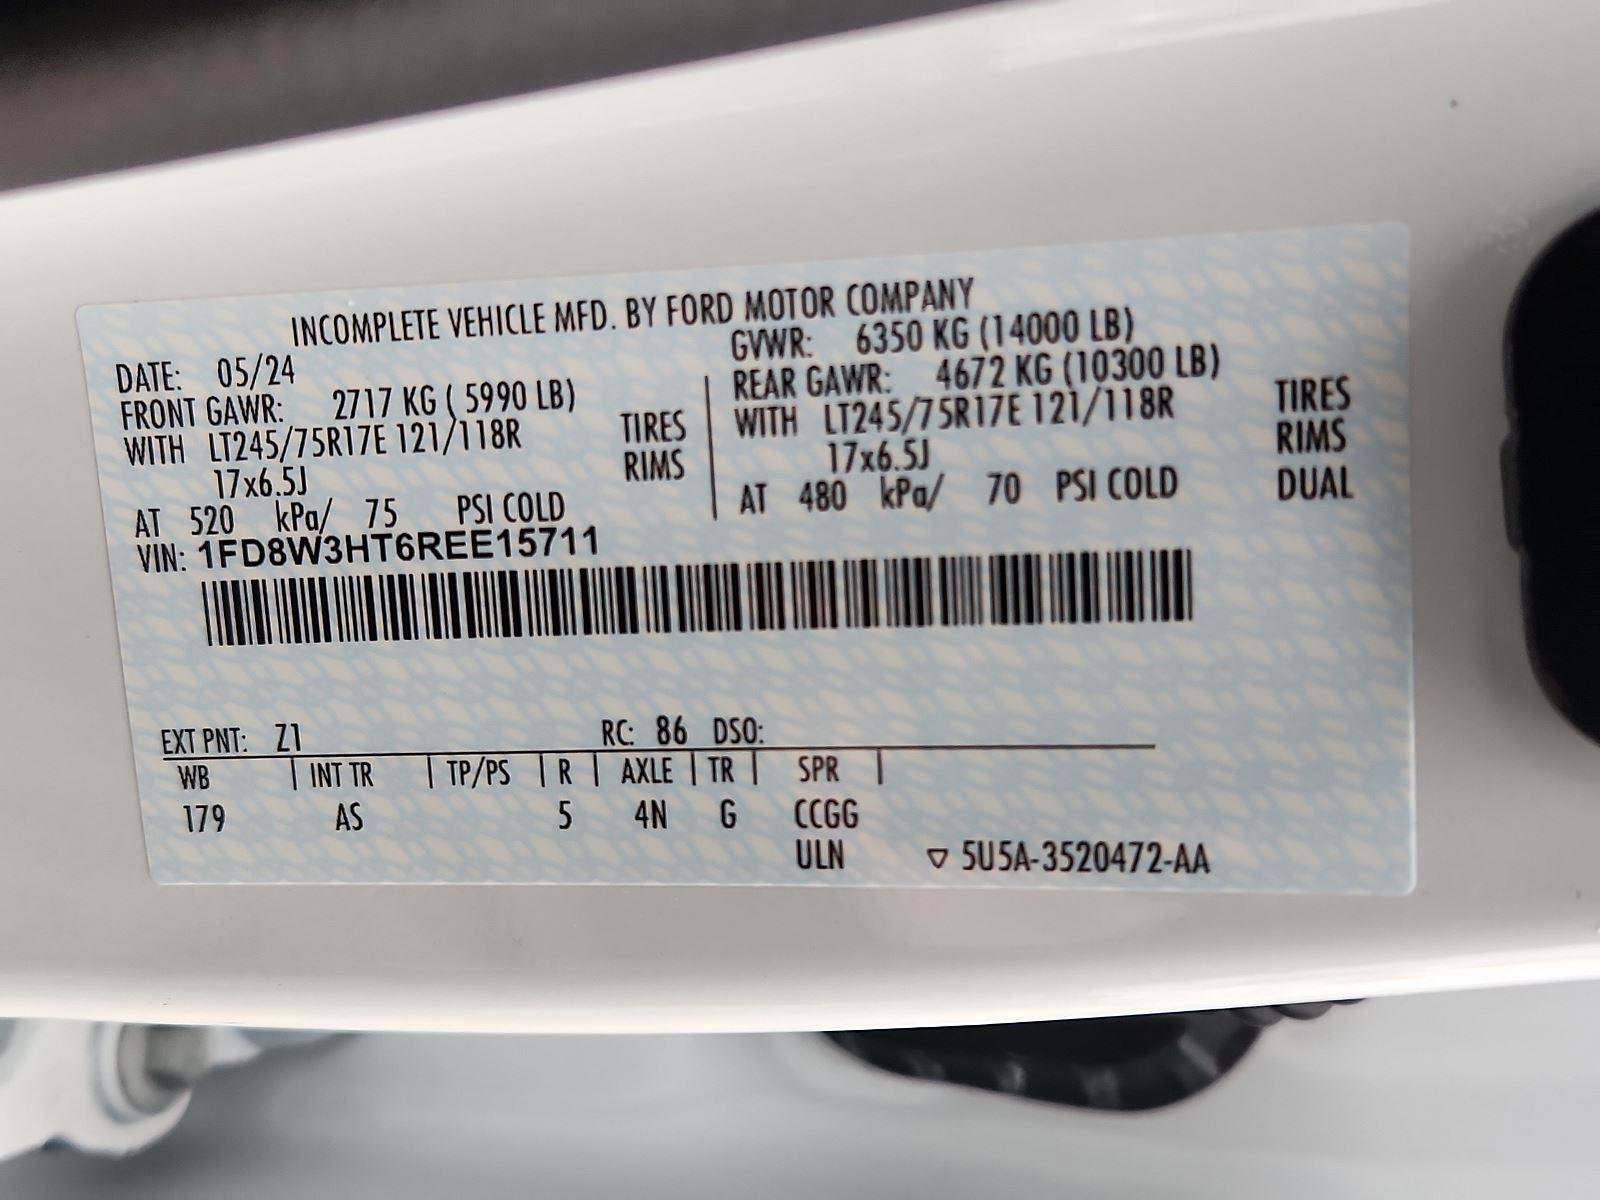 INCOMPLETE VEHICLE MFD. BY FORD MOTOR COMPANY
DATE: 05/24
GVWR: 6350 KG (14000 LB)
FRONT GAWR: 2717 KG ( 5990 LB)
REAR GAWR: 4672 KG (10300 LB)
WITH LT245/75R17E 121/118R TIRES
WITH LT245/75R17E 121/118R TIRES
17x6.5J RIMS
17x6.5J RIMS
AT 520 kPa/ 75 PSI COLD
AT 480 kPa/ 70 PSI COLD DUAL
VIN: 1FD8W3HT6REE15711
EXT PNT: Z1 RC: 86 DSO:
WB | INT TR | TP/PS | R | AXLE | TR | SPR |
179 AS 5 4N G CCGG
ULN ▽ 5U5A-3520472-AA